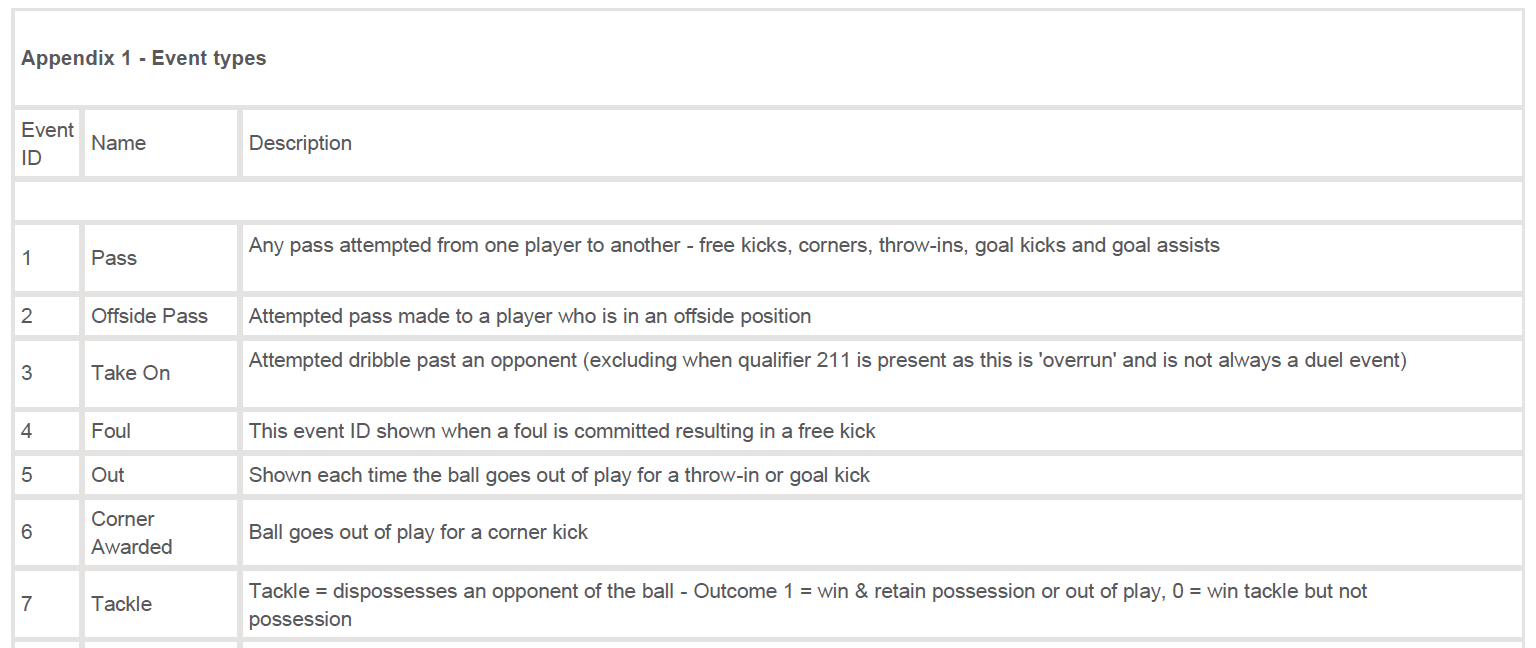 Appendix 1 - Event types
Event ID Name Description
1 Pass Any pass attempted from one player to another - free kicks, corners, throw-ins, goal kicks and goal assists
2 Offside Pass Attempted pass made to a player who is in an offside position
3 Take On Attempted dribble past an opponent (excluding when qualifier 211 is present as this is 'overrun' and is not always a duel event)
4 Foul This event ID shown when a foul is committed resulting in a free kick
5 Out Shown each time the ball goes out of play for a throw-in or goal kick
6 Corner Awarded Ball goes out of play for a corner kick
7 Tackle Tackle = dispossesses an opponent of the ball - Outcome 1 = win & retain possession or out of play, 0 = win tackle but not
possession